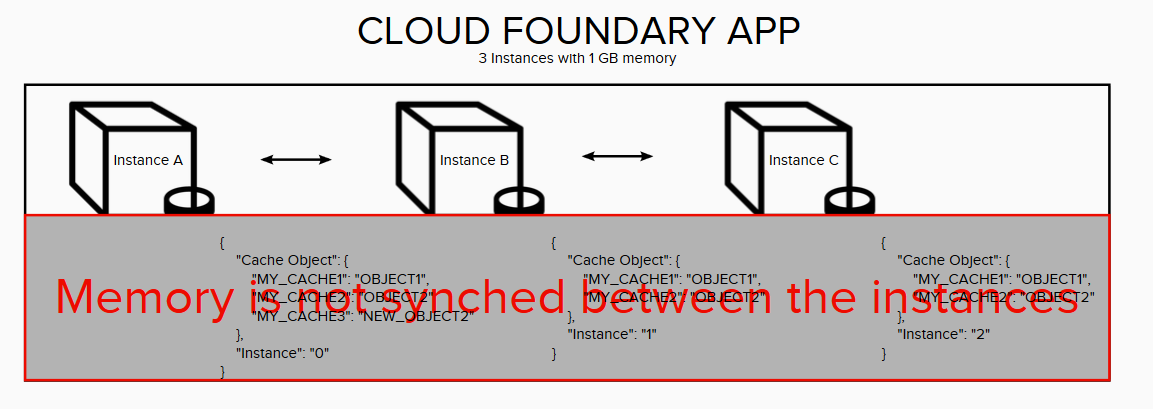 CLOUD FOUNDARY APP
3 Instances with 1 GB memory
Instance A
Instance B
Instance C
{
"Cache Object": {
"MY_CACHE1": "OBJECT1",
"MY_CACHE2": "OBJECT2"
"MY_CACHE3": "NEW_OBJECT2"
},
"Instance": "0"
}
{
"Cache Object": {
"MY_CACHE1": "OBJECT1",
"MY_CACHE2": "OBJECT2"
},
"Instance": "1"
}
{
"Cache Object": {
"MY_CACHE1": "OBJECT1",
"MY_CACHE2": "OBJECT2"
},
"Instance": "2"
}
Memory is not synched between the instances